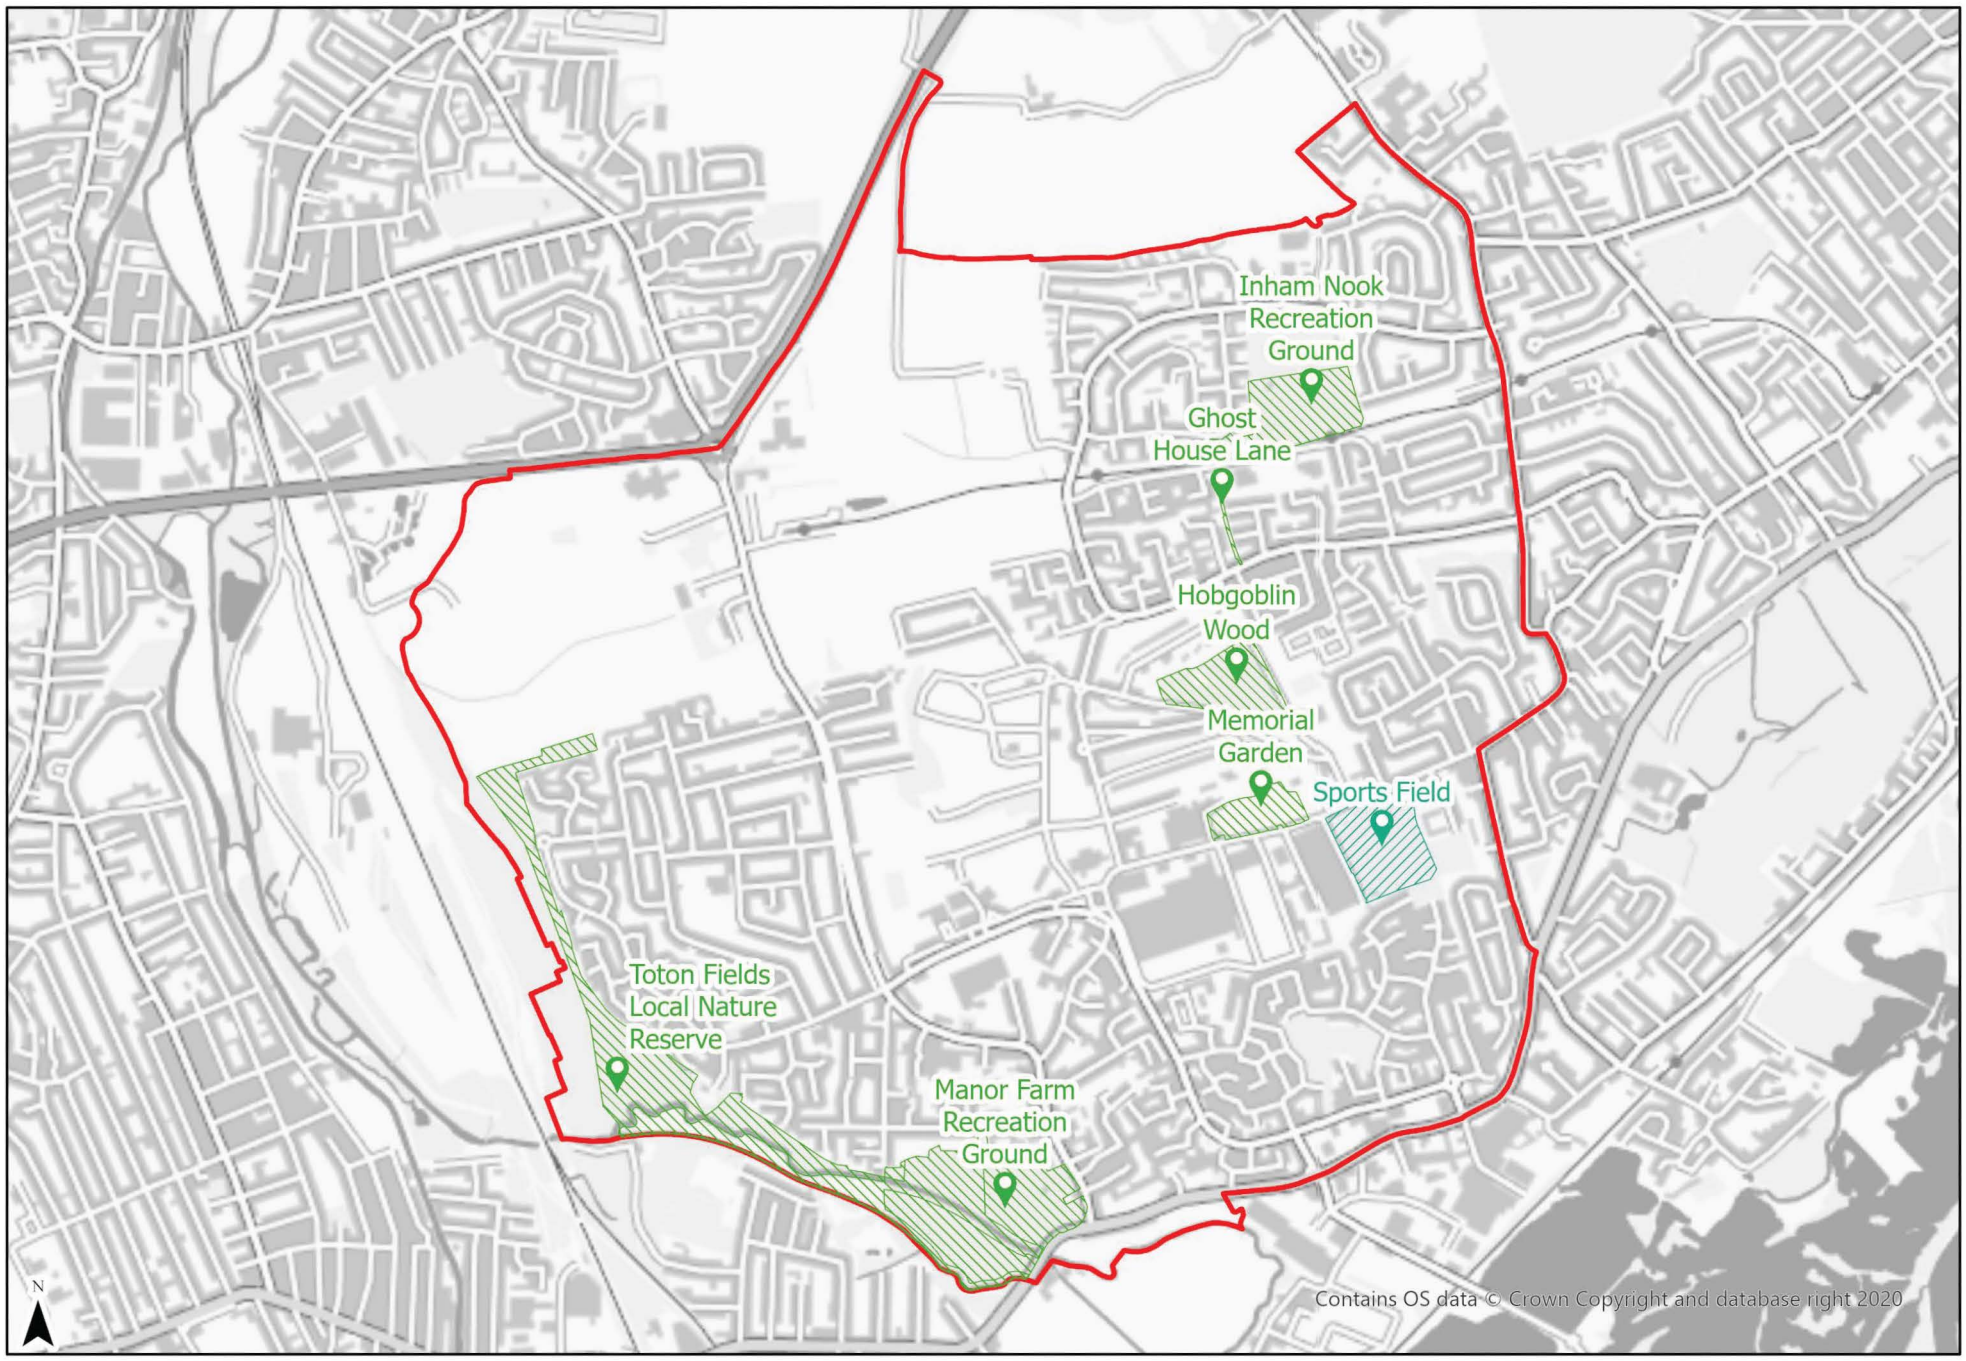 Inham Nook
Recreation
Ground
Ghost
House Lane
Hobgoblin
Wood
Memorial
Garden
Sports Field
Toton Fields
Local Nature
Reserve
Manor Farm
Recreation
Ground
N
Contains OS data © Crown Copyright and database right 2020